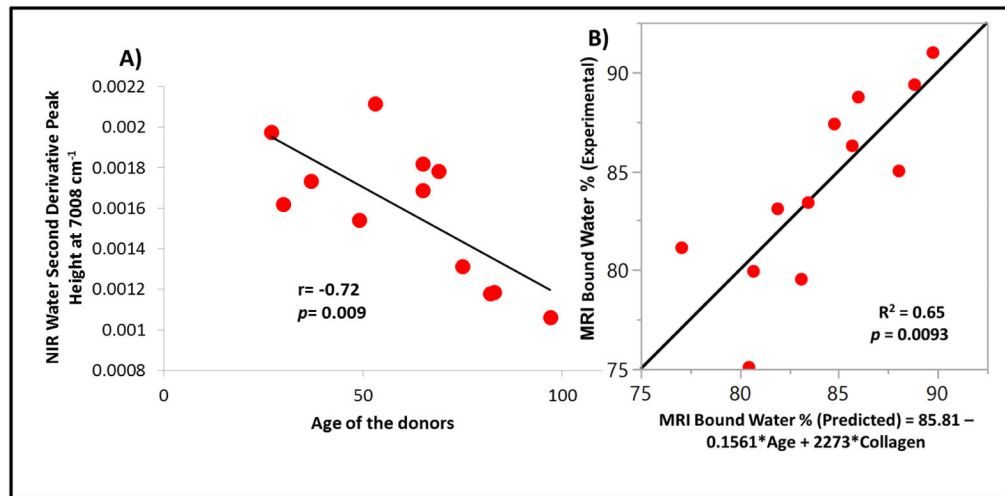 A)
NIR Water Second Derivative Peak
Height at 7008 cm⁻¹
0.0022
0.002
0.0018
0.0016
0.0014
0.0012
0.001
0.0008
r= -0.72
p= 0.009
0
50
100
Age of the donors
B)
MRI Bound Water % (Experimental)
90
85
80
75
R² = 0.65
p = 0.0093
75
80
85
90
MRI Bound Water % (Predicted) = 85.81 –
0.1561*Age + 2273*Collagen